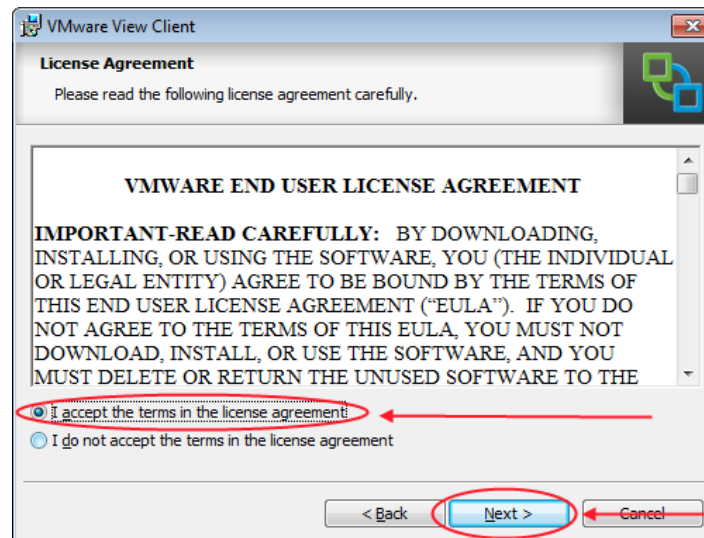 VMware View Client
License Agreement
Please read the following license agreement carefully.
VMWARE END USER LICENSE AGREEMENT
IMPORTANT-READ CAREFULLY: BY DOWNLOADING,
INSTALLING, OR USING THE SOFTWARE, YOU (THE INDIVIDUAL
OR LEGAL ENTITY) AGREE TO BE BOUND BY THE TERMS OF
THIS END USER LICENSE AGREEMENT (“EULA”). IF YOU DO
NOT AGREE TO THE TERMS OF THIS EULA, YOU MUST NOT
DOWNLOAD, INSTALL, OR USE THE SOFTWARE, AND YOU
MUST DELETE OR RETURN THE UNUSED SOFTWARE TO THE
I accept the terms in the license agreement
I do not accept the terms in the license agreement
< Back Next > Cancel